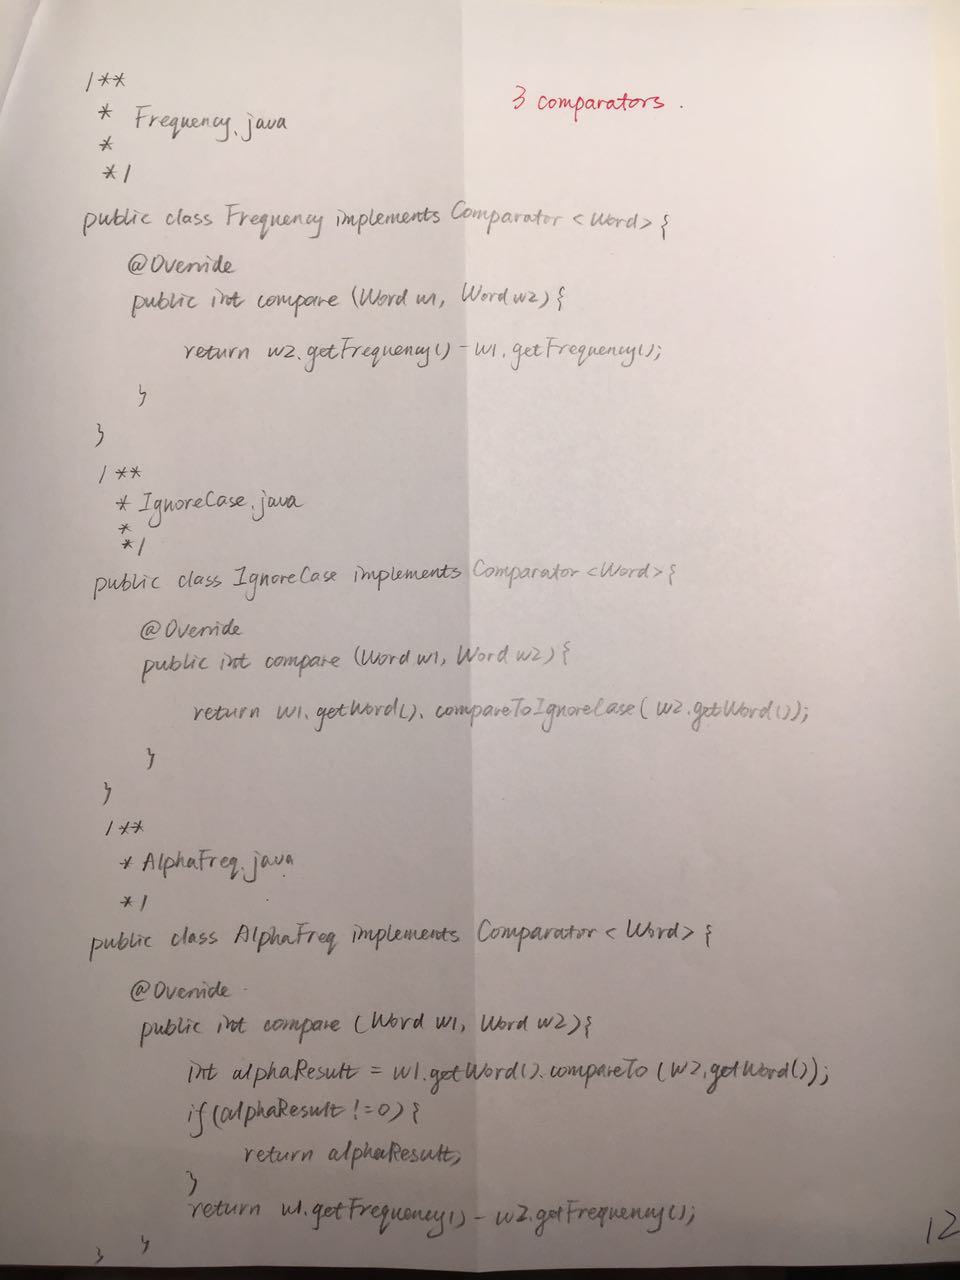 /**
3 comparators.
* Frequency.java
*
*/
public class Frequency implements Comparator <Word> {
@Override
public int compare (Word w1, Word w2) {
return w2.getFrequency() - w1.getFrequency();
}
}
/**
* IgnoreCase.java
*
*/
public class IgnoreCase implements Comparator <Word> {
@Override
public int compare (Word w1, Word w2) {
return w1.getWord().compareToIgnoreCase( w2.getWord());
}
}
/**
* AlphaFreq.java
*/
public class AlphaFreq implements Comparator < Word> {
@Override
public int compare (Word w1, Word w2) {
int alphaResult = w1.getWord().compareTo (w2.getWord());
if(alphaResult != 0) {
return alphaResult;
}
return w1.getFrequency() - w2.getFrequency();
}
}
12